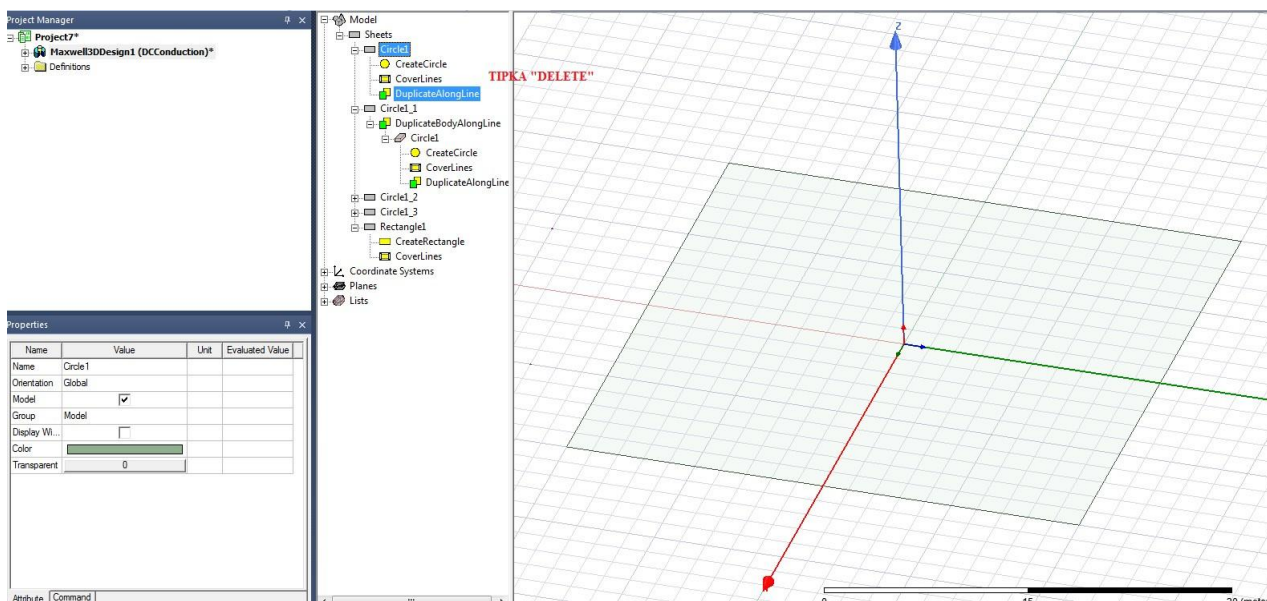 Project Manager
Project7*
Maxwell3DDesign1 (DCConduction)*
Definitions
Model
Sheets
Circle1
CreateCircle
CoverLines
DuplicateAlongLine
TIPKA "DELETE"
Circle1_1
DuplicateBodyAlongLine
Circle1
CreateCircle
CoverLines
DuplicateAlongLine
Circle1_2
Circle1_3
Rectangle1
CreateRectangle
CoverLines
Coordinate Systems
Planes
Lists
Properties
Name Value Unit Evaluated Value
Name Circle1
Orientation Global
Model
Group Model
Display Wi...
Color
Transparent 0
Attribute Command
Z
0 15 30 (meter